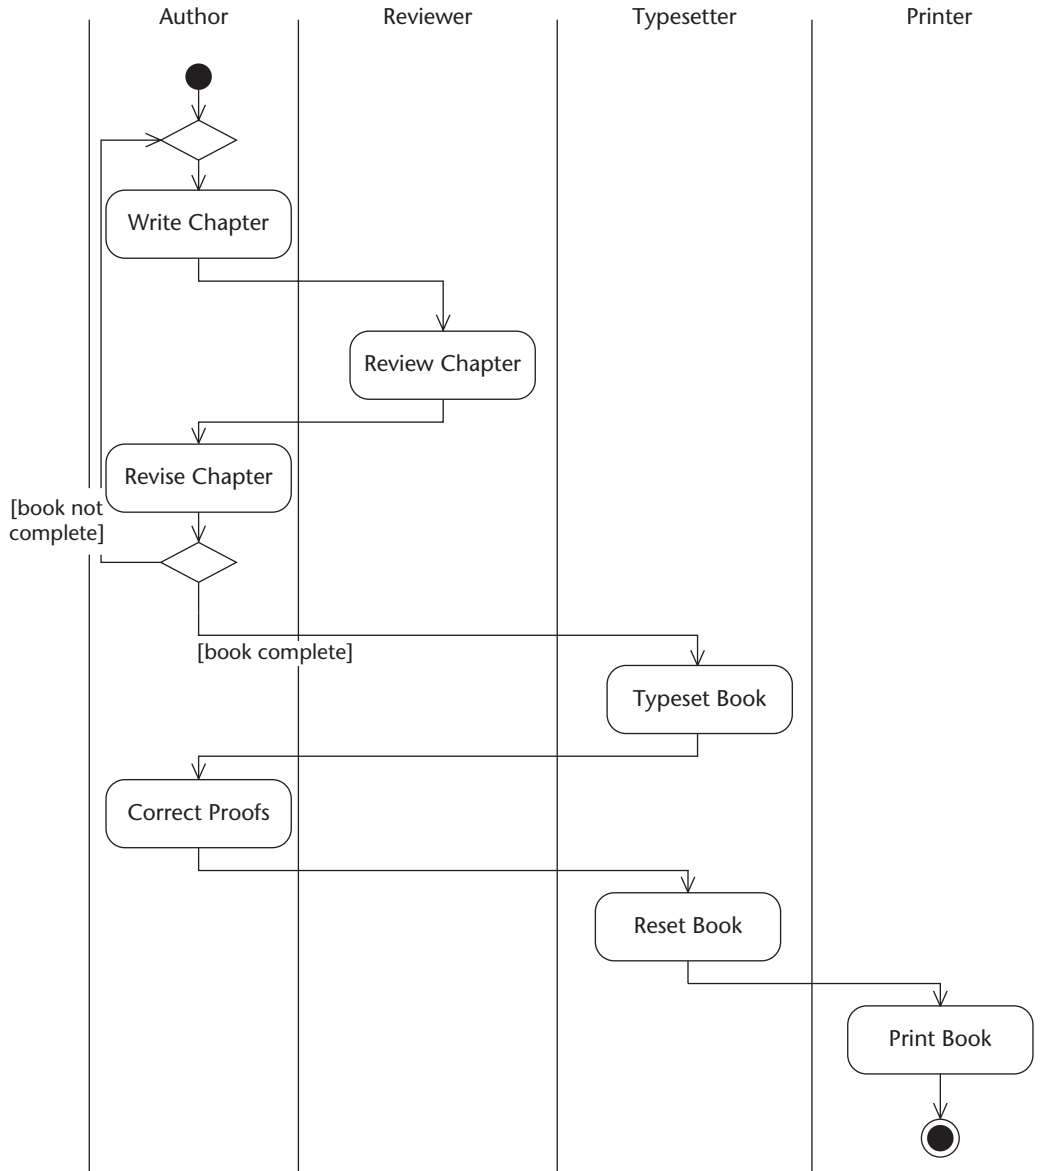 Author
Reviewer
Typesetter
Printer
Write Chapter
Review Chapter
Revise Chapter
[book not
complete]
[book complete]
Typeset Book
Correct Proofs
Reset Book
Print Book